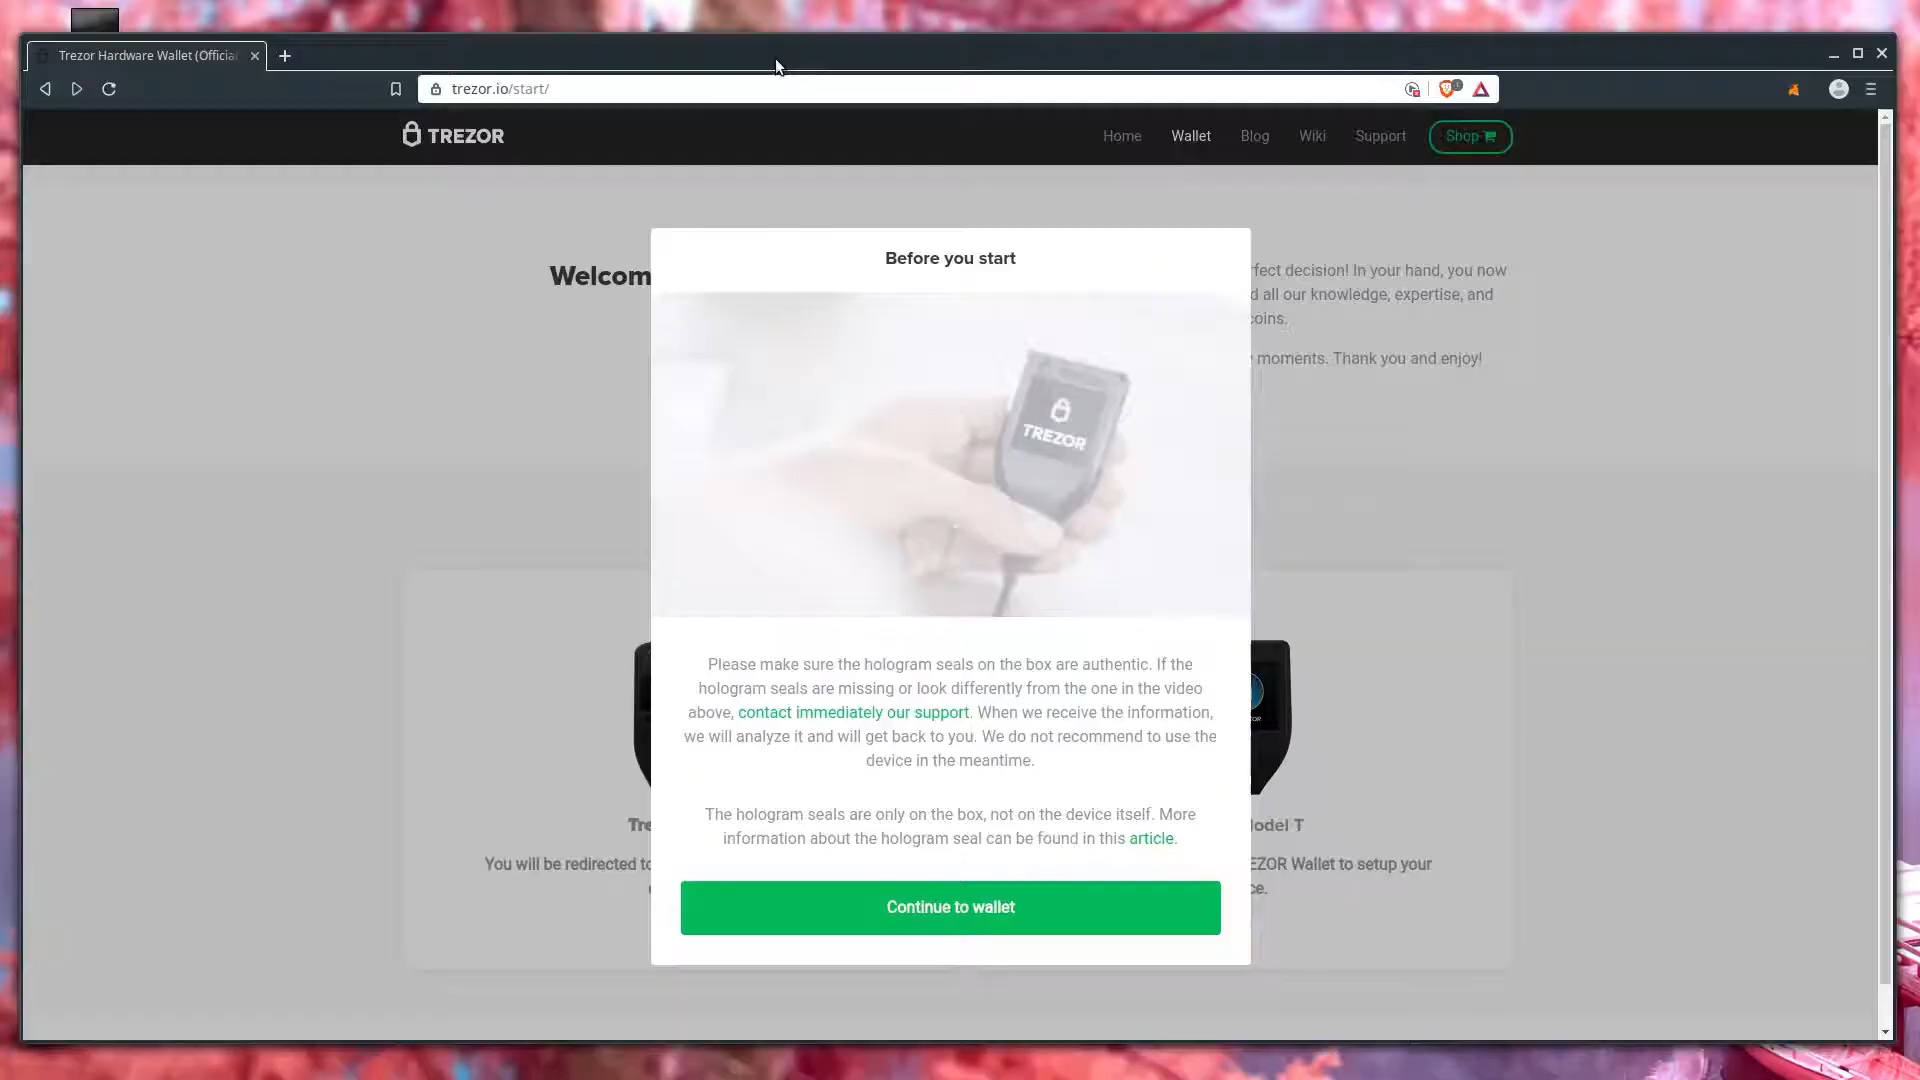 Trezor Hardware Wallet (Official
trezor.io/start/
TREZOR
Home Wallet Blog Wiki Support Shop
Welcom
fect decision! In your hand, you now
d all our knowledge, expertise, and
coins.
moments. Thank you and enjoy!
Before you start
TREZOR
Please make sure the hologram seals on the box are authentic. If the
hologram seals are missing or look differently from the one in the video
above, contact immediately our support. When we receive the information,
we will analyze it and will get back to you. We do not recommend to use the
device in the meantime.
The hologram seals are only on the box, not on the device itself. More
information about the hologram seal can be found in this article.
Continue to wallet
Tre
odel T
You will be redirected to
EZOR Wallet to setup your
ce.